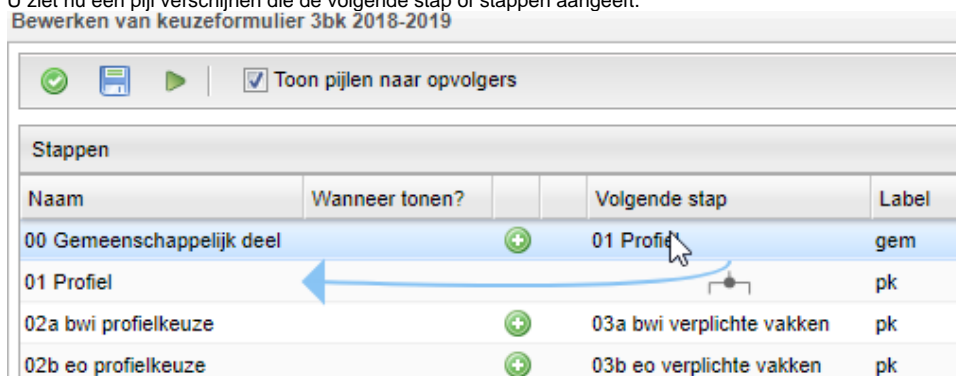 U ziet nu een pijl verschijnen die de volgende stap of stappen aangeeft.
Bewerken van keuzeformulier 3bk 2018-2019
Toon pijlen naar opvolgers
Stappen
Naam Wanneer tonen? Volgende stap Label
00 Gemeenschappelijk deel 01 Profiel gem
01 Profiel pk
02a bwi profielkeuze 03a bwi verplichte vakken pk
02b eo profielkeuze 03b eo verplichte vakken pk